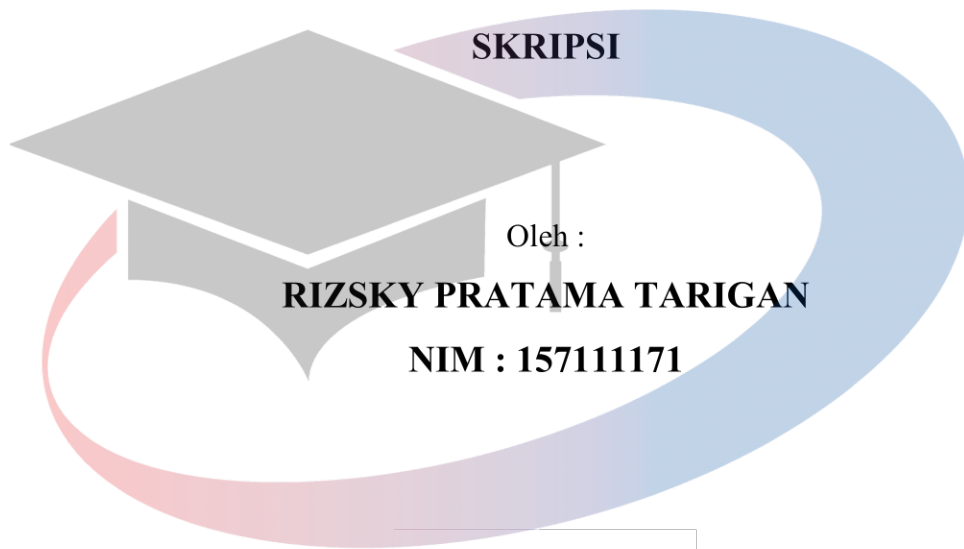 SKRIPSI
Oleh :
RIZSKY PRATAMA TARIGAN
NIM : 157111171